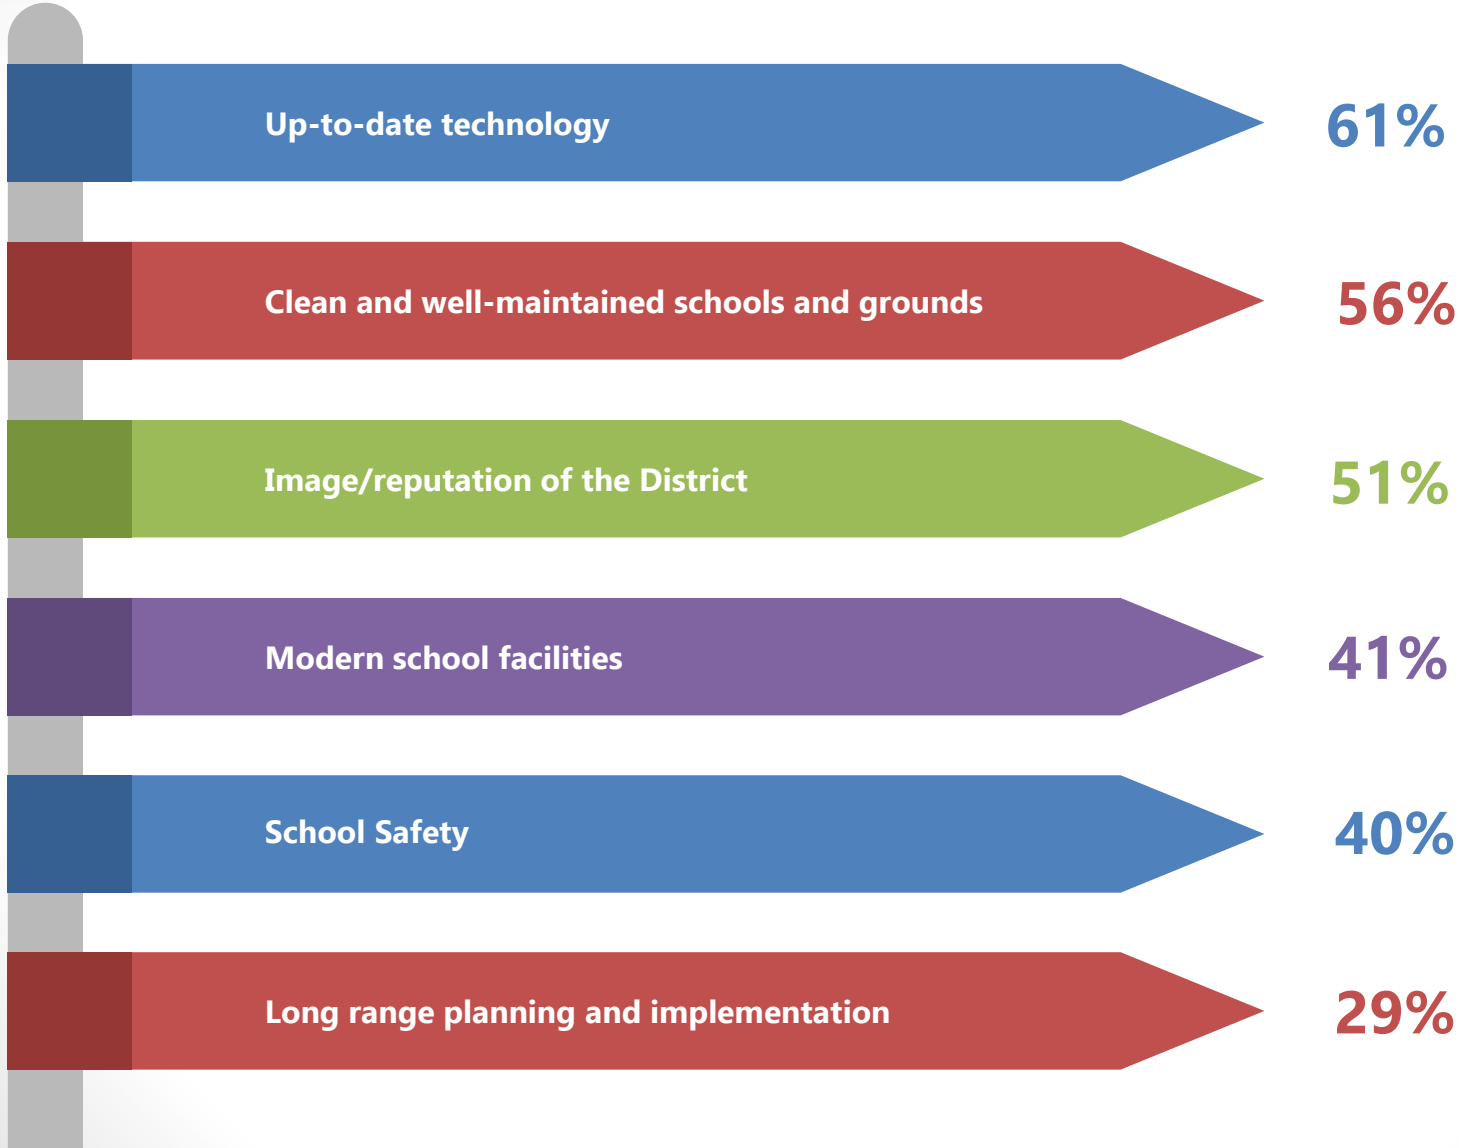 Up-to-date technology 61%
Clean and well-maintained schools and grounds 56%
Image/reputation of the District 51%
Modern school facilities 41%
School Safety 40%
Long range planning and implementation 29%